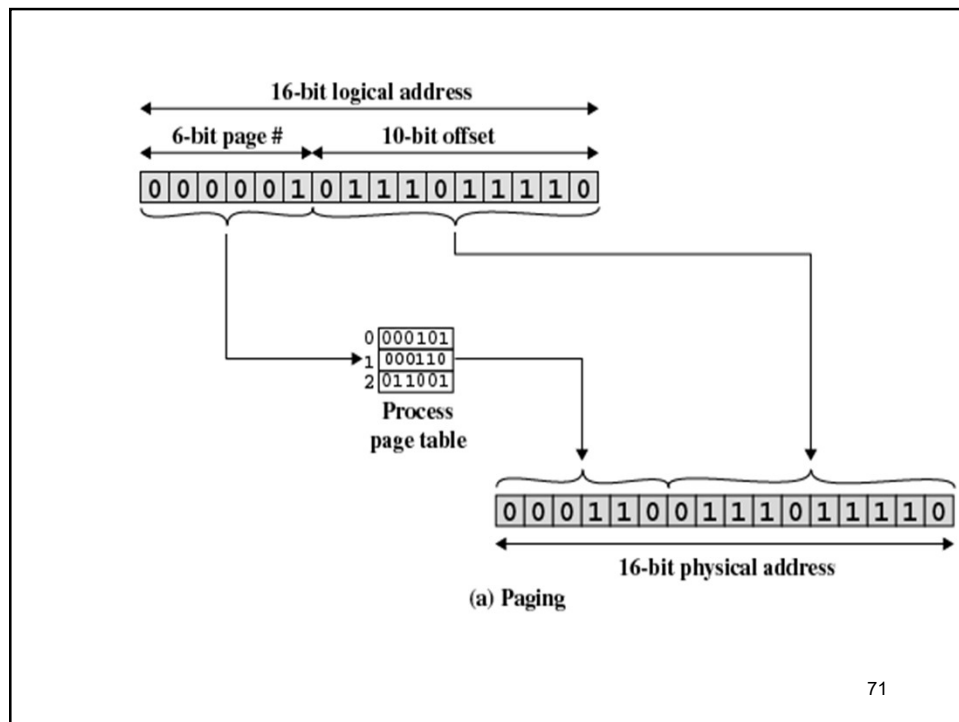 16-bit logical address
6-bit page # 10-bit offset
0 0 0 0 0 1 0 1 1 1 0 1 1 1 1 0
0 000101
1 000110
2 011001
Process
page table
0 0 0 1 1 0 0 1 1 1 0 1 1 1 1 0
16-bit physical address
(a) Paging
71